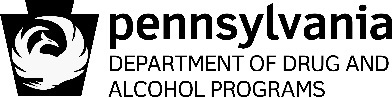 pennsylvania
DEPARTMENT OF DRUG AND
ALCOHOL PROGRAMS